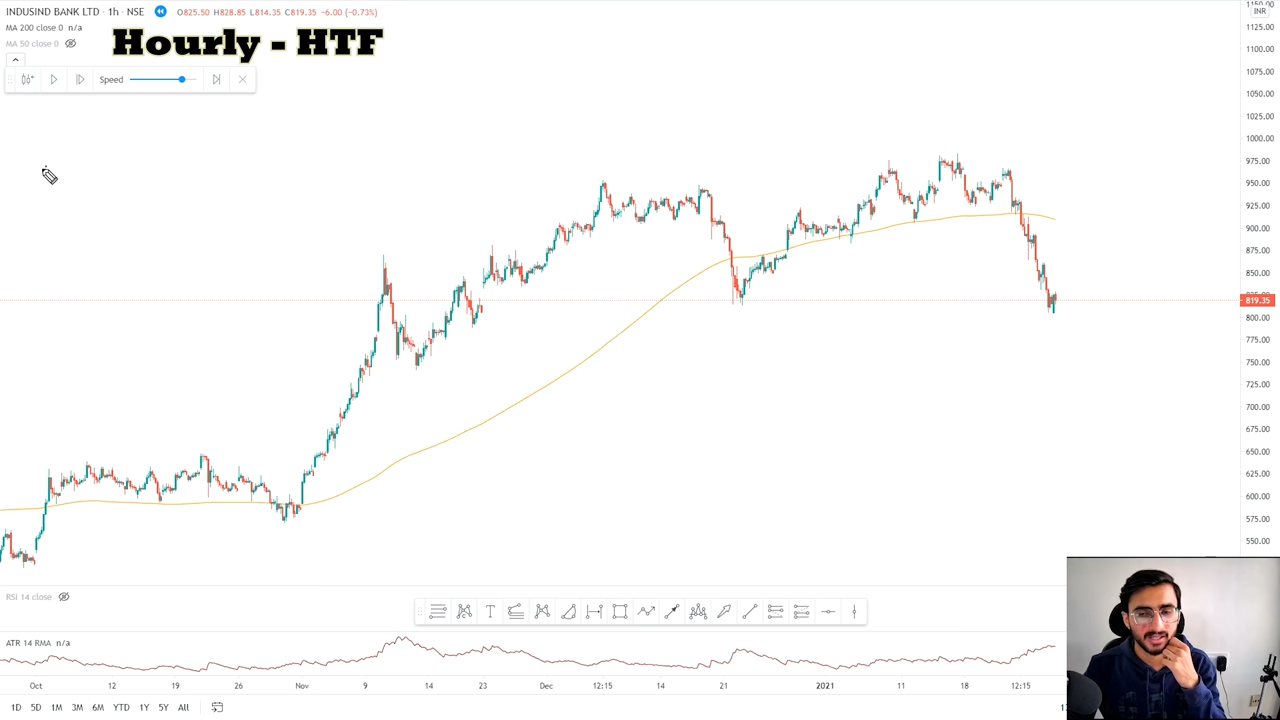 INDUSIND BANK LTD · 1h · NSE O825.50 H828.85 L814.35 C819.35 −6.00 (−0.73%)
INR
MA 200 close 0 n/a
MA 50 close 0
Hourly - HTF
Speed
1125.00
1100.00
1075.00
1050.00
1025.00
1000.00
975.00
950.00
925.00
900.00
875.00
850.00
819.35
800.00
775.00
750.00
725.00
700.00
675.00
650.00
625.00
600.00
575.00
550.00
RSI 14 close
ATR 14 RMA n/a
Oct 12 19 26 Nov 9 14 23 Dec 12:15 14 21 2021 11 18 12:15
1D 5D 1M 3M 6M YTD 1Y 5Y All